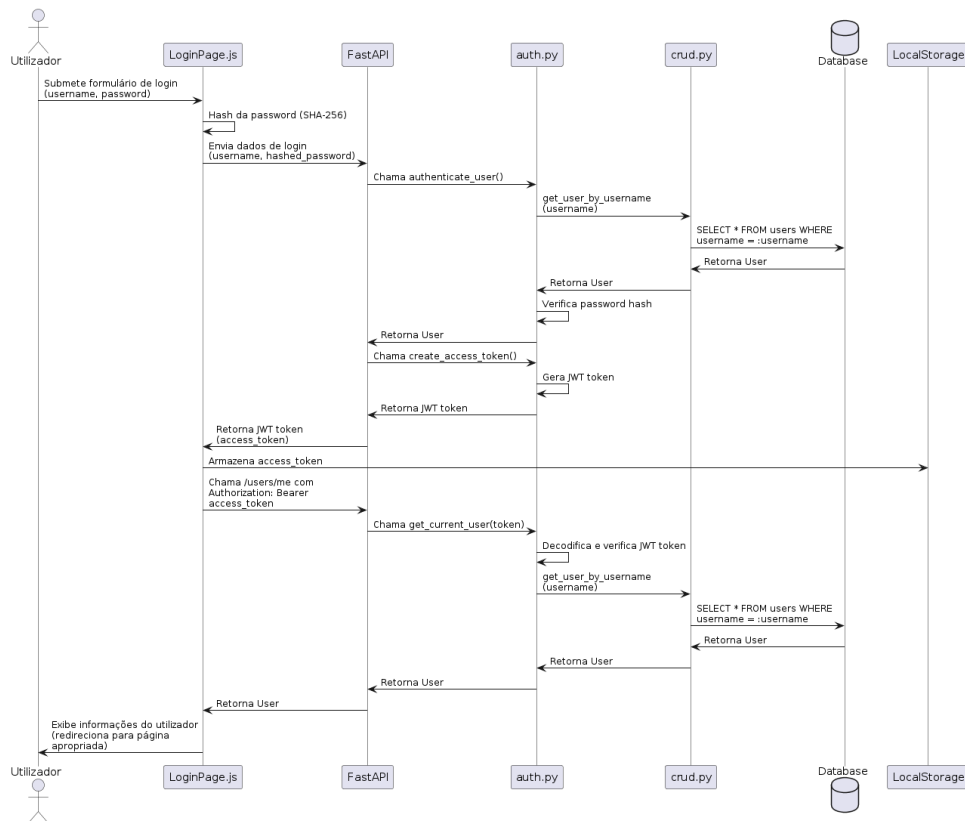 Utilizador
LoginPage.js
FastAPI
auth.py
crud.py
Database
LocalStorage
Submete formulário de login
(username, password)
Hash da password (SHA-256)
Envia dados de login
(username, hashed_password)
Chama authenticate_user()
get_user_by_username
(username)
SELECT * FROM users WHERE
username = :username
Retorna User
Retorna User
Verifica password hash
Retorna User
Chama create_access_token()
Gera JWT token
Retorna JWT token
Retorna JWT token
(access_token)
Armazena access_token
Chama /users/me com
Authorization: Bearer
access_token
Chama get_current_user(token)
Decodifica e verifica JWT token
get_user_by_username
(username)
SELECT * FROM users WHERE
username = :username
Retorna User
Retorna User
Retorna User
Retorna User
Exibe informações do utilizador
(redireciona para página
apropriada)
Utilizador
LoginPage.js
FastAPI
auth.py
crud.py
Database
LocalStorage